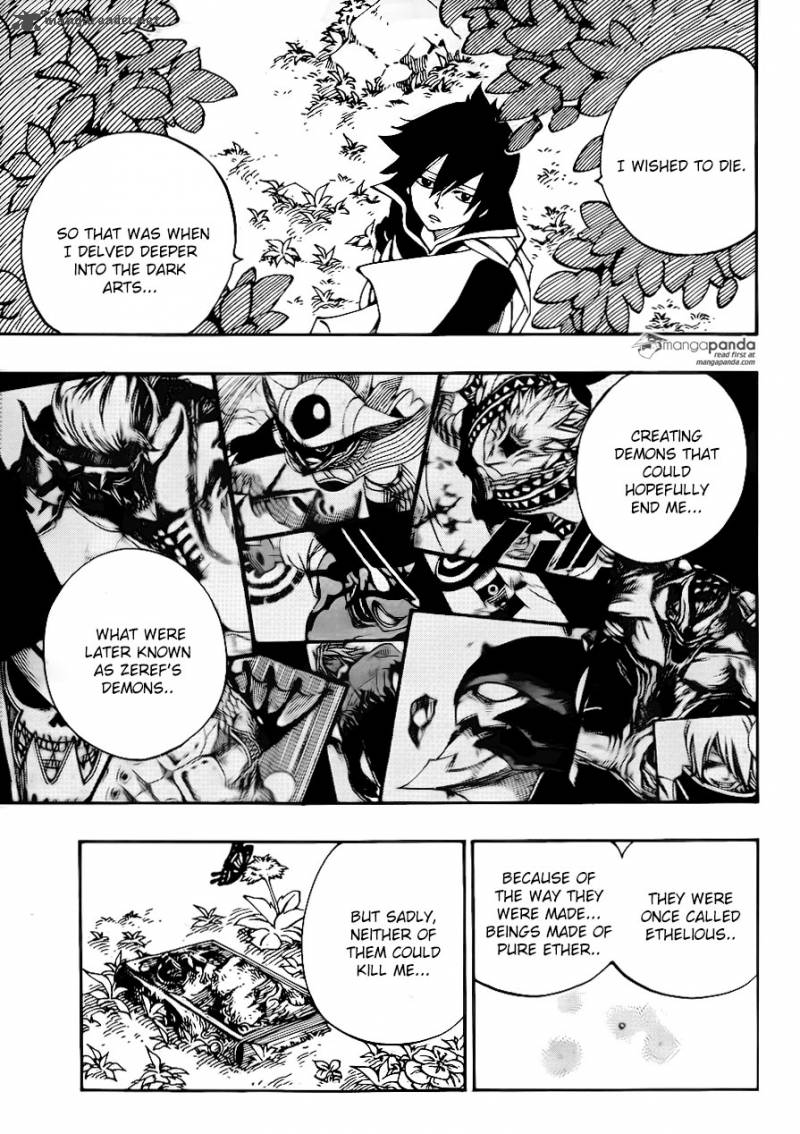 mangareader.net
I WISHED TO DIE.
SO THAT WAS WHEN
I DELVED DEEPER
INTO THE DARK
ARTS...
mangapanda
read first at
mangapanda.com
CREATING
DEMONS THAT
COULD
HOPEFULLY
END ME...
WHAT WERE
LATER KNOWN
AS ZEREF'S
DEMONS..
THEY WERE
ONCE CALLED
ETHELIOUS..
BECAUSE OF
THE WAY THEY
WERE MADE...
BEINGS MADE OF
PURE ETHER...
BUT SADLY,
NEITHER OF
THEM COULD
KILL ME...